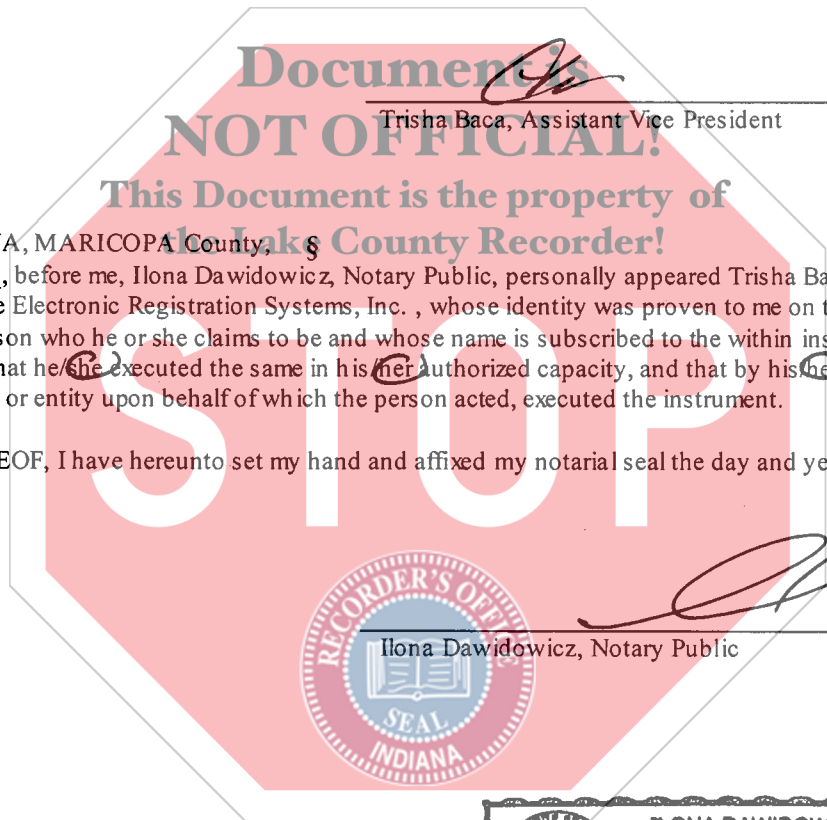 Document is
Trisha Baca, Assistant Vice President
NOT OFFICIAL!
This Document is the property of
the Lake County Recorder!
A, MARICOPA County, §
, before me, Ilona Dawidowicz, Notary Public, personally appeared Trisha Ba
e Electronic Registration Systems, Inc. , whose identity was proven to me on t
son who he or she claims to be and whose name is subscribed to the within ins
hat he/she executed the same in his/her authorized capacity, and that by his/he
or entity upon behalf of which the person acted, executed the instrument.
EOF, I have hereunto set my hand and affixed my notarial seal the day and ye
STOP
Ilona Dawidowicz, Notary Public
RECORDER'S OFFICE
SEAL
INDIANA